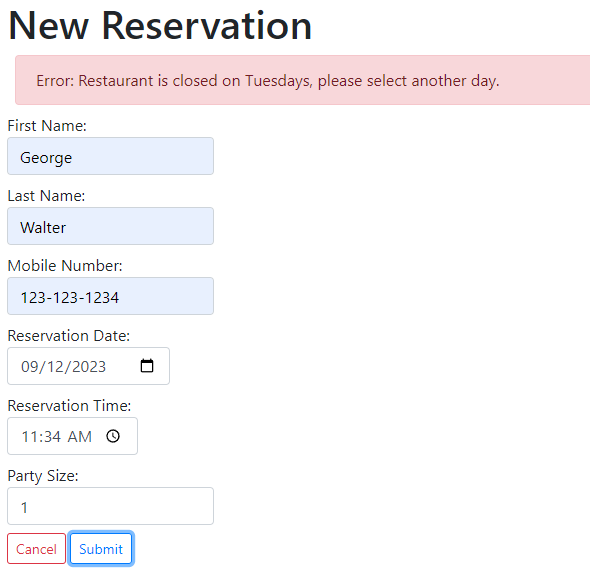 New Reservation
Error: Restaurant is closed on Tuesdays, please select another day.
First Name:
George
Last Name:
Walter
Mobile Number:
123-123-1234
Reservation Date:
09/12/2023
Reservation Time:
11:34 AM
Party Size:
1
Cancel Submit